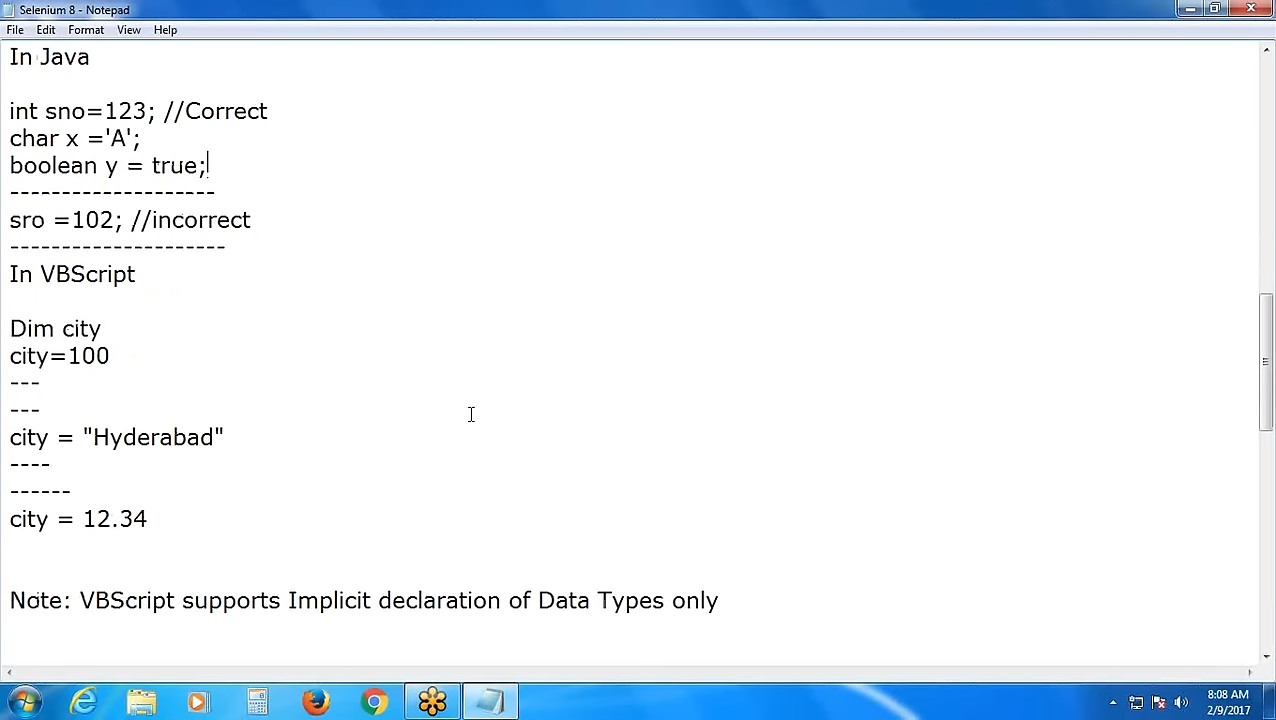 Selenium 8 - Notepad
File Edit Format View Help
In Java
int sno=123; //Correct
char x ='A';
boolean y = true;
--------------------
sro =102; //incorrect
---------------------
In VBScript
Dim city
city=100
---
---
city = "Hyderabad"
----
------
city = 12.34
Note: VBScript supports Implicit declaration of Data Types only
8:08 AM
2/9/2017